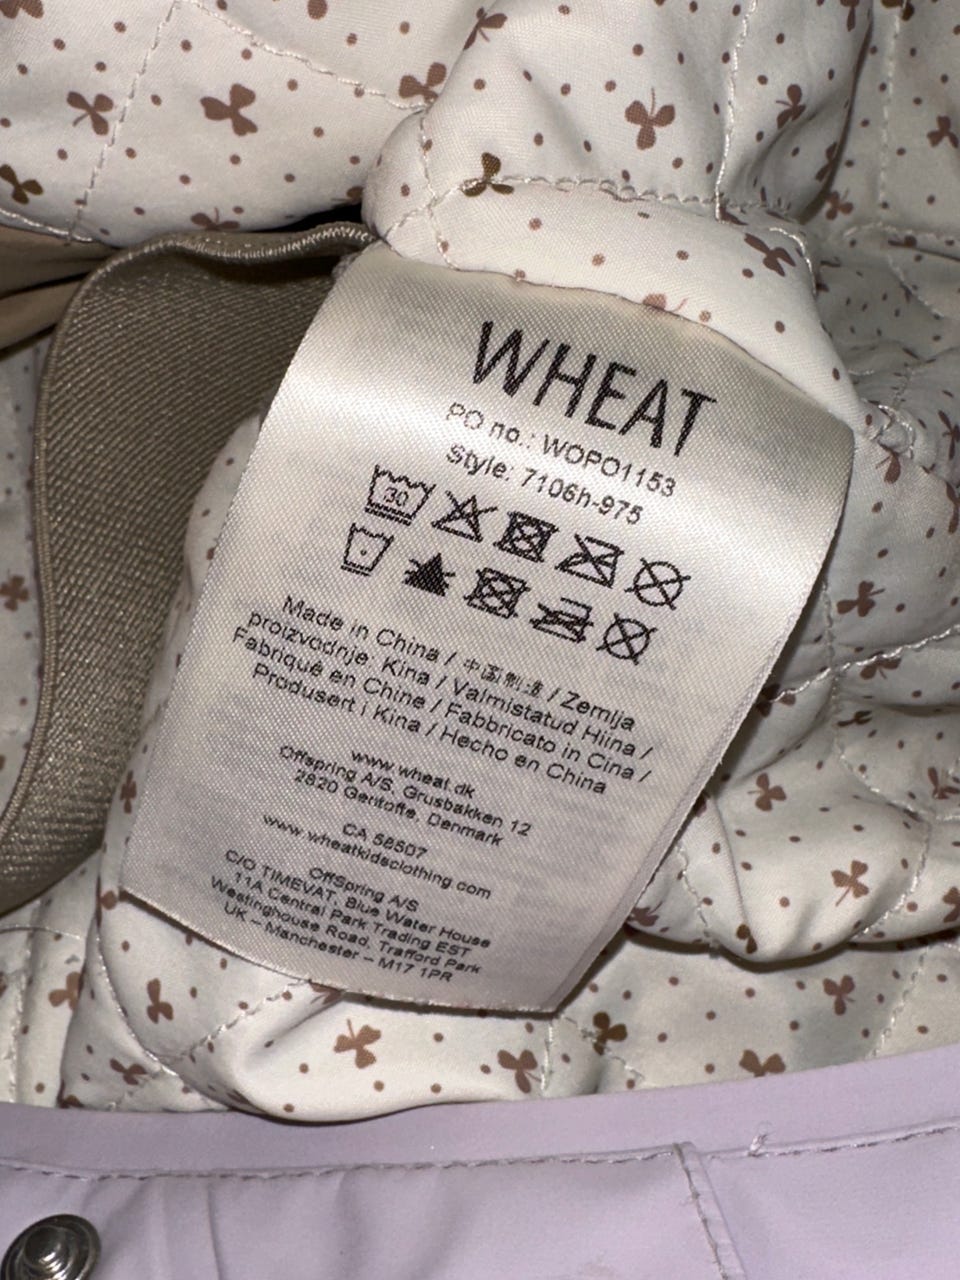 WHEAT
PO no.: WOPO1153
Style: 7106h-975
30
Made in China / 中国制造 / Zemlja
proizvodnje: Kina / Valmistatud Hiina /
Fabriqué en Chine / Fabbricato in Cina /
Produsert i Kina / Hecho en China
www.wheat.dk
Offspring A/S, Grusbakken 12
2820 Gentofte, Denmark
CA 58507
www.wheatkidsclothing.com
OffSpring A/S
C/O TIMEVAT, Blue Water House
11A Central Park Trading EST
Westinghouse Road, Trafford Park
UK – Manchester – M17 1PR